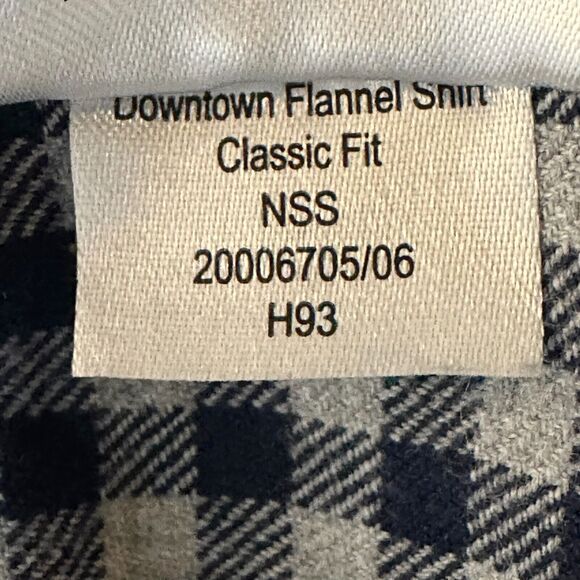 Downtown Flannel Shirt
Classic Fit
NSS
20006705/06
H93